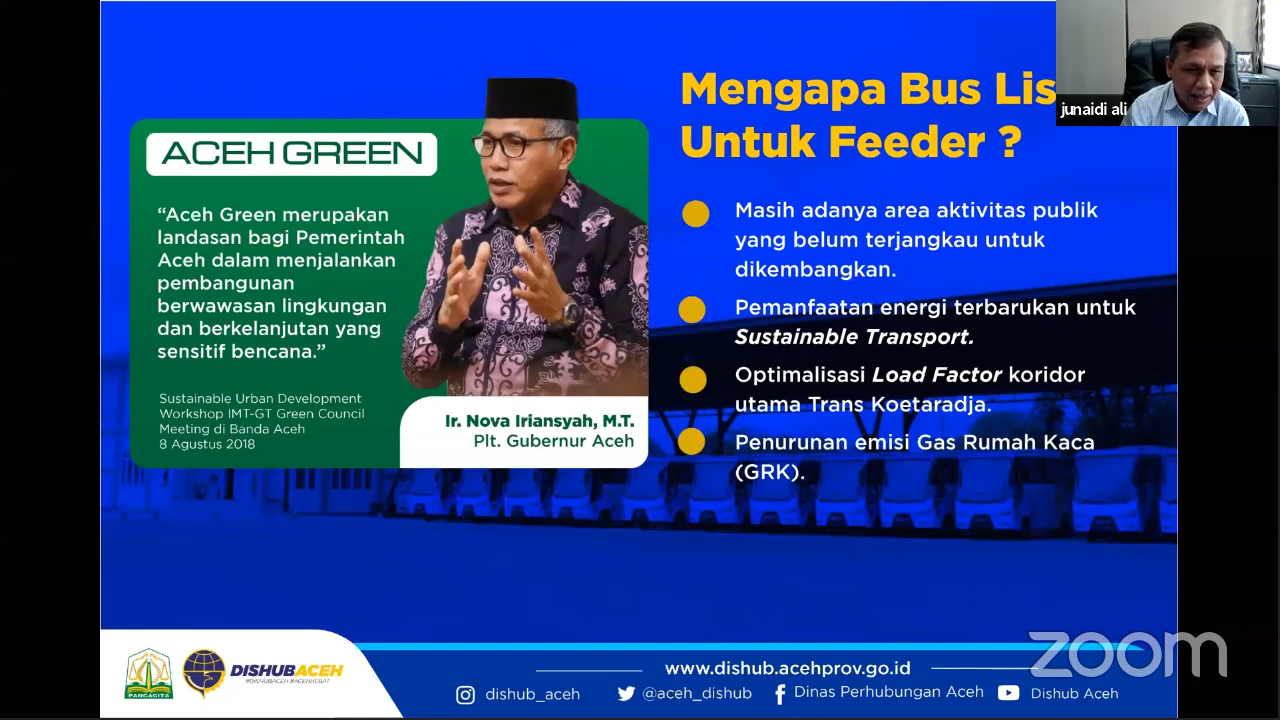 Mengapa Bus Lis
Untuk Feeder ?
junaidi ali
ACEH GREEN
“Aceh Green merupakan
landasan bagi Pemerintah
Aceh dalam menjalankan
pembangunan
berwawasan lingkungan
dan berkelanjutan yang
sensitif bencana.”
Sustainable Urban Development
Workshop IMT-GT Green Council
Meeting di Banda Aceh
8 Agustus 2018
Ir. Nova Iriansyah, M.T.
Plt. Gubernur Aceh
Masih adanya area aktivitas publik
yang belum terjangkau untuk
dikembangkan.
Pemanfaatan energi terbarukan untuk
Sustainable Transport.
Optimalisasi Load Factor koridor
utama Trans Koetaradja.
Penurunan emisi Gas Rumah Kaca
(GRK).
PANCACITA
DISHUBACEH
#DISHUBACEH #ACEHHEBAT
www.dishub.acehprov.go.id
dishub_aceh
@aceh_dishub
Dinas Perhubungan Aceh
Dishub Aceh
zoom